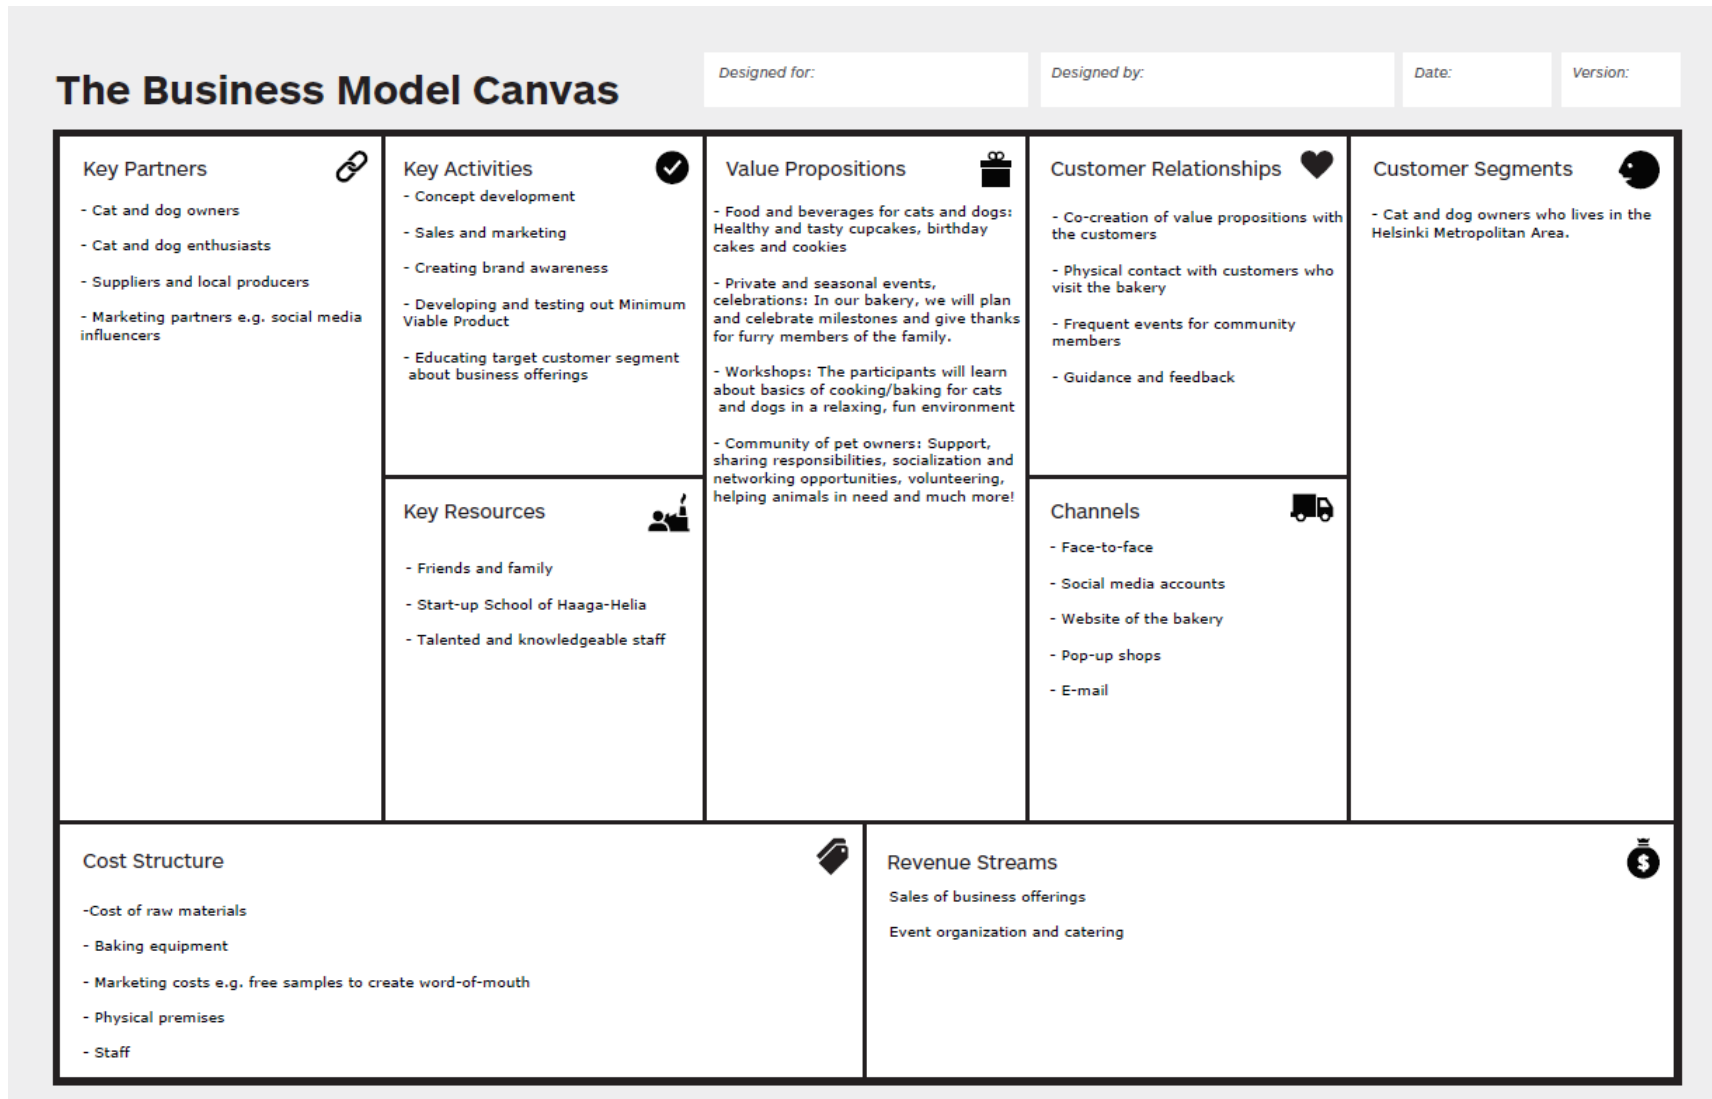 The Business Model Canvas
Designed for:
Designed by:
Date:
Version:
Key Partners
- Cat and dog owners
- Cat and dog enthusiasts
- Suppliers and local producers
- Marketing partners e.g. social media
influencers
Key Activities
- Concept development
- Sales and marketing
- Creating brand awareness
- Developing and testing out Minimum
Viable Product
- Educating target customer segment
about business offerings
Key Resources
- Friends and family
- Start-up School of Haaga-Helia
- Talented and knowledgeable staff
Value Propositions
- Food and beverages for cats and dogs:
Healthy and tasty cupcakes, birthday
cakes and cookies
- Private and seasonal events,
celebrations: In our bakery, we will plan
and celebrate milestones and give thanks
for furry members of the family.
- Workshops: The participants will learn
about basics of cooking/baking for cats
and dogs in a relaxing, fun environment
- Community of pet owners: Support,
sharing responsibilities, socialization and
networking opportunities, volunteering,
helping animals in need and much more!
Customer Relationships
- Co-creation of value propositions with
the customers
- Physical contact with customers who
visit the bakery
- Frequent events for community
members
- Guidance and feedback
Channels
- Face-to-face
- Social media accounts
- Website of the bakery
- Pop-up shops
- E-mail
Customer Segments
- Cat and dog owners who lives in the
Helsinki Metropolitan Area.
Cost Structure
-Cost of raw materials
- Baking equipment
- Marketing costs e.g. free samples to create word-of-mouth
- Physical premises
- Staff
Revenue Streams
$
Sales of business offerings
Event organization and catering